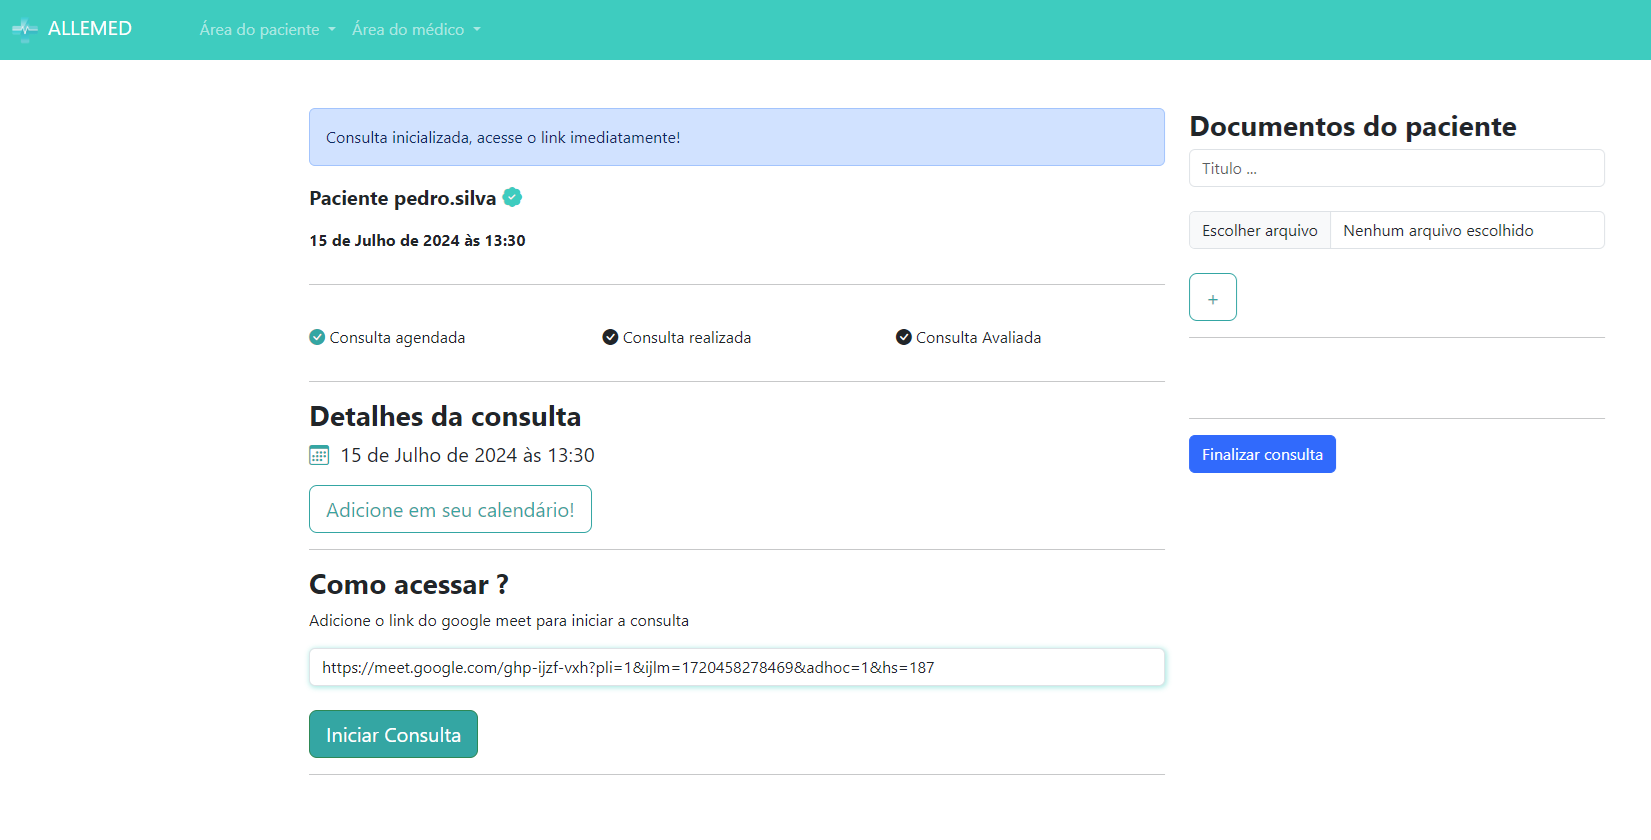 ALLEMED
Área do paciente
Área do médico
Consulta inicializada, acesse o link imediatamente!
Paciente pedro.silva
15 de Julho de 2024 às 13:30
Consulta agendada
Consulta realizada
Consulta Avaliada
Detalhes da consulta
15 de Julho de 2024 às 13:30
Adicione em seu calendário!
Como acessar ?
Adicione o link do google meet para iniciar a consulta
https://meet.google.com/ghp-ijzf-vxh?pli=1&ijlm=1720458278469&adhoc=1&hs=187
Iniciar Consulta
Documentos do paciente
Titulo ...
Escolher arquivo Nenhum arquivo escolhido
+
Finalizar consulta